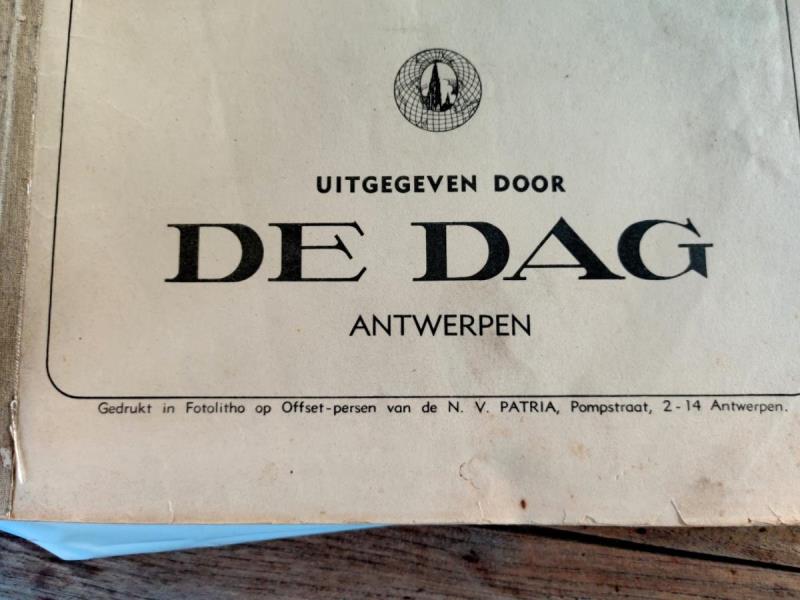 UITGEGEVEN DOOR
DE DAG
ANTWERPEN
Gedrukt in Fotolitho op Offset-persen van de N. V. PATRIA, Pompstraat, 2-14 Antwerpen.